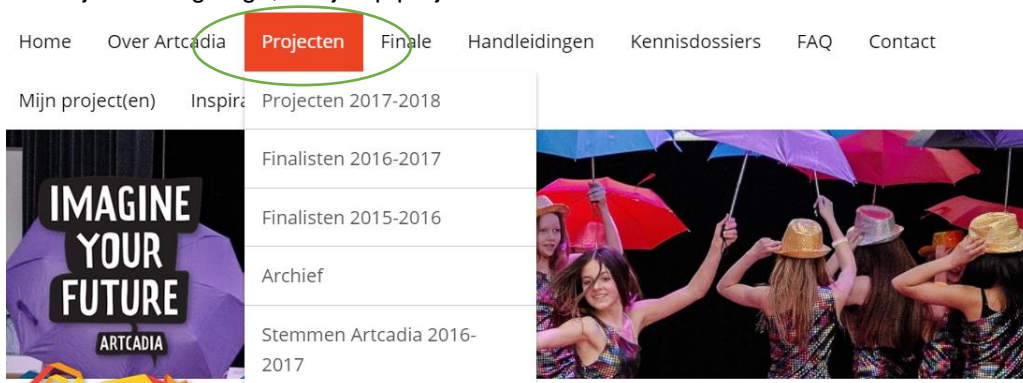 Home Over Artcadia Projecten Finale Handleidingen Kennisdossiers FAQ Contact
Mijn project(en)
Projecten 2017-2018
Finalisten 2016-2017
Finalisten 2015-2016
Archief
Stemmen Artcadia 2016-
2017
IMAGINE
YOUR
FUTURE
ARTCADIA